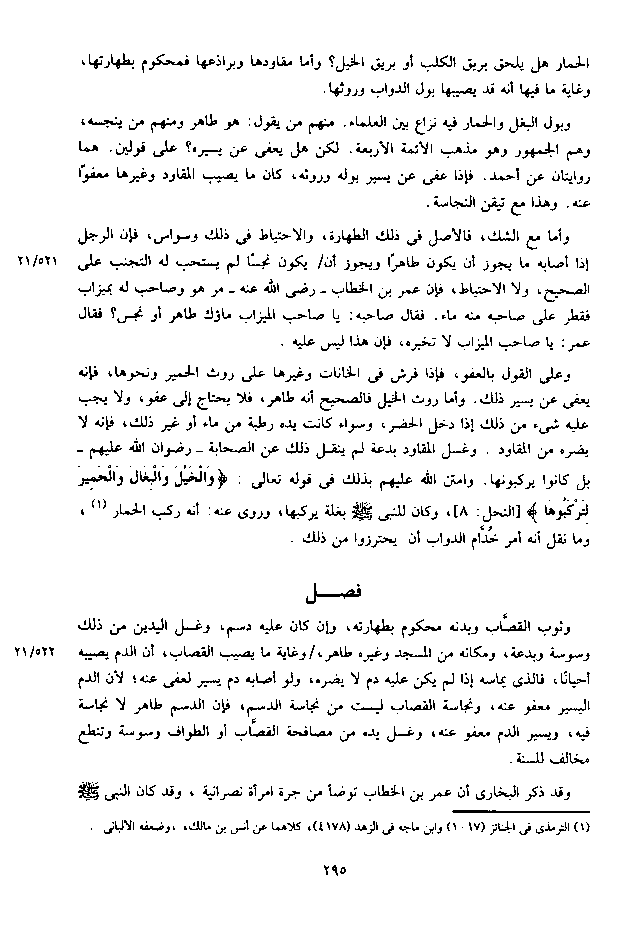 الحمار هل يلحق بريق الكلب أو بريق الخيل؟ وأما مقاودها وبراذعها فمحكوم بطهارتها،
وغاية ما فيها أنه قد يصيبها بول الدواب وروثها.
وبول البغل والحمار فيه نزاع بين العلماء. منهم من يقول: هو طاهر ومنهم من ينجسه،
وهم الجمهور وهو مذهب الأئمة الأربعة. لكن هل يعفى عن يسيره؟ على قولين. هما
روايتان عن أحمد. فإذا عفى عن يسير بوله وروثه، كان ما يصيب المقاود وغيرها معفوًا
عنه. وهذا مع تيقن النجاسة.
وأما مع الشك، فالأصل فى ذلك الطهارة، والاحتياط فى ذلك وسواس، فإن الرجل
إذا أصابه ما يجوز أن يكون طاهرًا ويجوز أن/ يكون نجسًا لم يستحب له التجنب على ٢١/٥٢١
الصحيح، ولا الاحتياط، فإن عمر بن الخطاب ـ رضى الله عنه ـ مر هو وصاحب له بميزاب
فقطر على صاحبه منه ماء. فقال صاحبه: يا صاحب الميزاب ماؤك طاهر أو نجس؟ فقال
عمر: يا صاحب الميزاب لا تخبره، فإن هذا ليس عليه .
وعلى القول بالعفو، فإذا فرش فى الخانات وغيرها على روث الحمير ونحوها، فإنه
يعفى عن يسير ذلك. وأما روث الخيل فالصحيح أنه طاهر، فلا يحتاج إلى عفو، ولا يجب
عليه شىء من ذلك إذا دخل الحضر، وسواء كانت يده رطبة من ماء أو غير ذلك، فإنه لا
يضره من المقاود . وغسل المقاود بدعة لم ينقل ذلك عن الصحابة ـ رضوان الله عليهم ـ
بل كانوا يركبونها. وامتن الله عليهم بذلك فى قوله تعالى : ﴿ وَالْخَيْلَ وَالْبِغَالَ وَالْحَمِيرَ
لِتَرْكَبُوهَا ﴾ [النحل: ٨]، وكان للنبى ﷺ بغلة يركبها، وروى عنه: أنه ركب الحمار (١) ،
وما نقل أنه أمر خُدَّام الدواب أن يحترزوا من ذلك .
فصــل
وثوب القصَّاب وبدنه محكوم بطهارته، وإن كان عليه دسم، وغسل اليدين من ذلك
وسوسة وبدعة، ومكانه من المسجد وغيره طاهر،/ وغاية ما يصيب القصاب، أن الدم يصيبه ٢١/٥٢٢
أحيانًا، فالذى يماسه إذا لم يكن عليه دم لا يضره، ولو أصابه دم يسير لعفى عنه؛ لأن الدم
اليسير معفو عنه، ونجاسة القصاب ليست من نجاسة الدسم، فإن الدسم طاهر لا نجاسة
فيه، ويسير الدم معفو عنه، وغسل يده من مصافحة القصَّاب أو الطواف وسوسة وتنطع
مخالف للسنة.
وقد ذكر البخارى أن عمر بن الخطاب توضأ من جرة امرأة نصرانية ، وقد كان النبى ﷺ
(١) الترمذى فى الجنائز (١٠١٧) وابن ماجه فى الزهد (٤١٧٨)، كلاهما عن أنس بن مالك، ، وضعفه الألبانى .
٢٩٥